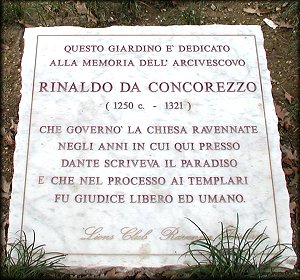 QUESTO GIARDINO E' DEDICATO
ALLA MEMORIA DELL' ARCIVESCOVO
RINALDO DA CONCOREZZO
( 1250 c. - 1321 )
CHE GOVERNO' LA CHIESA RAVENNATE
NEGLI ANNI IN CUI QUI PRESSO
DANTE SCRIVEVA IL PARADISO
E CHE NEL PROCESSO AI TEMPLARI
FU GIUDICE LIBERO ED UMANO.
Lions Club